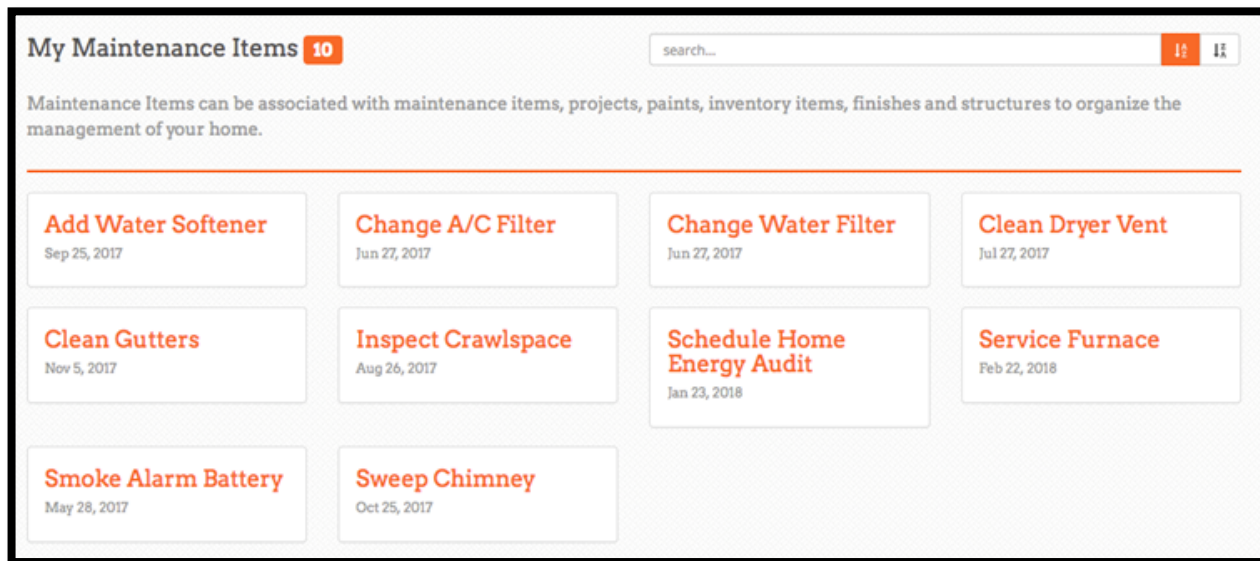 My Maintenance Items 10
search...
Maintenance Items can be associated with maintenance items, projects, paints, inventory items, finishes and structures to organize the
management of your home.
Add Water Softener
Sep 25, 2017
Change A/C Filter
Jun 27, 2017
Change Water Filter
Jun 27, 2017
Clean Dryer Vent
Jul 27, 2017
Clean Gutters
Nov 5, 2017
Inspect Crawlspace
Aug 26, 2017
Schedule Home
Energy Audit
Jan 23, 2018
Service Furnace
Feb 22, 2018
Smoke Alarm Battery
May 28, 2017
Sweep Chimney
Oct 25, 2017